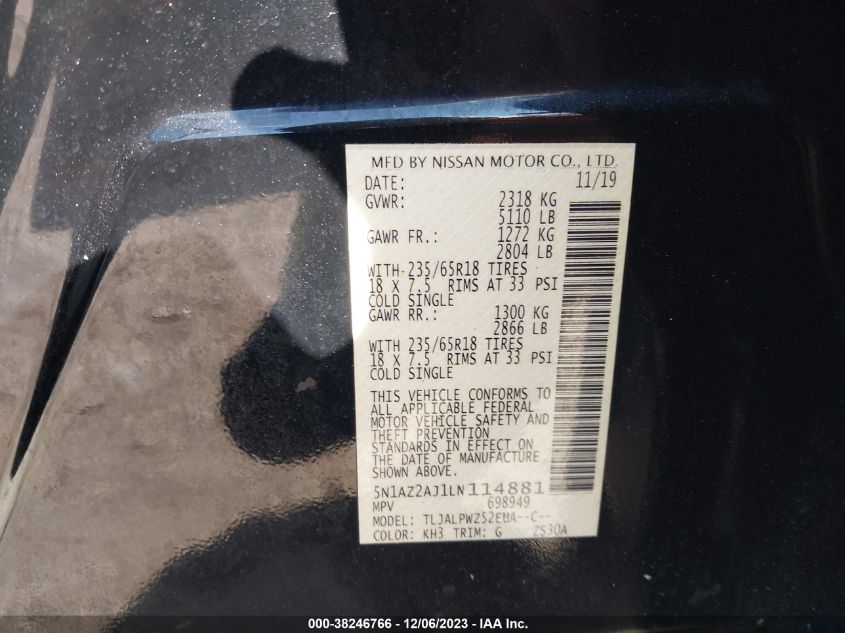 MFD BY NISSAN MOTOR CO., LTD.
DATE: 11/19
GVWR: 2318 KG
5110 LB
GAWR FR.: 1272 KG
2804 LB
WITH 235/65R18 TIRES
18 X 7.5 RIMS AT 33 PSI
COLD SINGLE
GAWR RR.: 1300 KG
2866 LB
WITH 235/65R18 TIRES
18 X 7.5 RIMS AT 33 PSI
COLD SINGLE
THIS VEHICLE CONFORMS TO
ALL APPLICABLE FEDERAL
MOTOR VEHICLE SAFETY AND
THEFT PREVENTION
STANDARDS IN EFFECT ON
THE DATE OF MANUFACTURE
SHOWN ABOVE.
5N1AZ2AJ1LN114881
MPV 698949
MODEL: TLJALPWZS2EUA--C--
COLOR: KH3 TRIM: G ZS30A
000-38246766 - 12/06/2023 - IAA Inc.